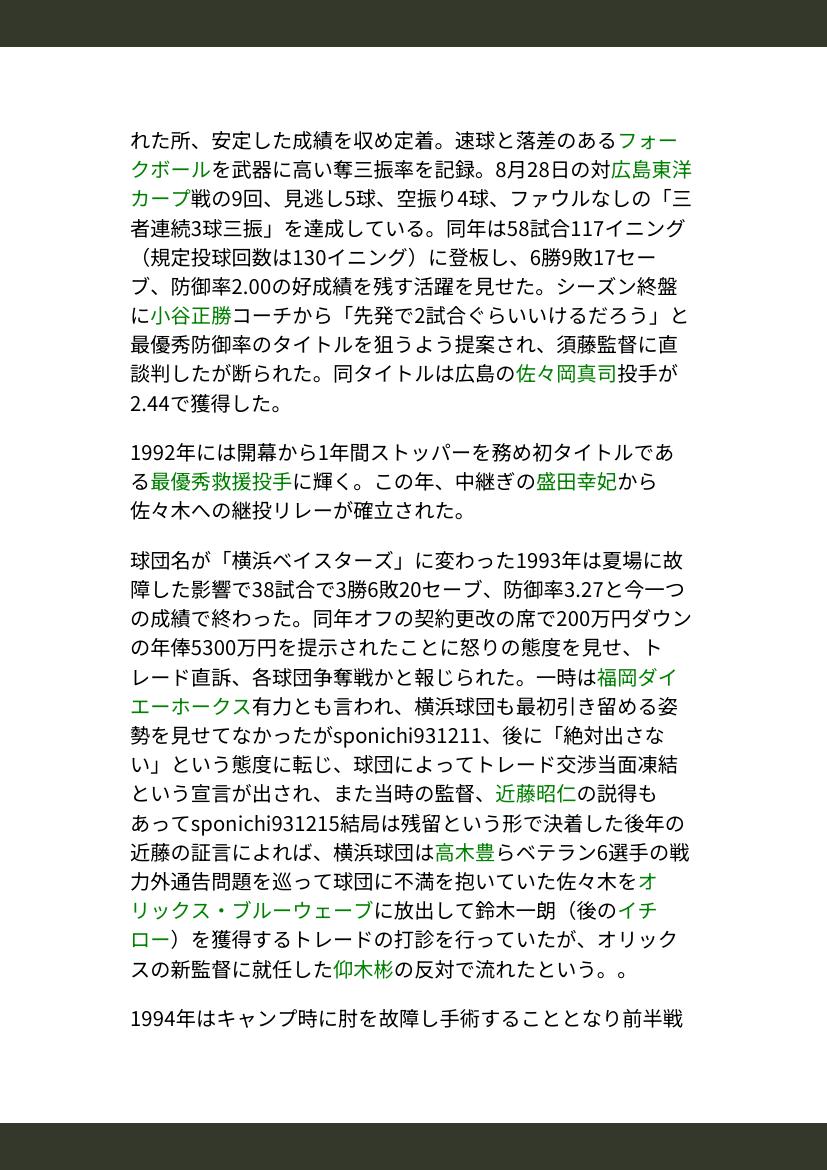 れた所、安定した成績を収め定着。速球と落差のあるフォー
クボールを武器に高い奪三振率を記録。8月28日の対広島東洋
カープ戦の9回、見逃し5球、空振り4球、ファウルなしの「三
者連続3球三振」を達成している。同年は58試合117イニング
（規定投球回数は130イニング）に登板し、6勝9敗17セー
ブ、防御率2.00の好成績を残す活躍を見せた。シーズン終盤
に小谷正勝コーチから「先発で2試合ぐらいいけるだろう」と
最優秀防御率のタイトルを狙うよう提案され、須藤監督に直
談判したが断られた。同タイトルは広島の佐々岡真司投手が
2.44で獲得した。
1992年には開幕から1年間ストッパーを務め初タイトルであ
る最優秀救援投手に輝く。この年、中継ぎの盛田幸妃から
佐々木への継投リレーが確立された。
球団名が「横浜ベイスターズ」に変わった1993年は夏場に故
障した影響で38試合で3勝6敗20セーブ、防御率3.27と今一つ
の成績で終わった。同年オフの契約更改の席で200万円ダウン
の年俸5300万円を提示されたことに怒りの態度を見せ、ト
レード直訴、各球団争奪戦かと報じられた。一時は福岡ダイ
エーホークス有力とも言われ、横浜球団も最初引き留める姿
勢を見せてなかったがsponichi931211、後に「絶対出さな
い」という態度に転じ、球団によってトレード交渉当面凍結
という宣言が出され、また当時の監督、近藤昭仁の説得も
あってsponichi931215結局は残留という形で決着した後年の
近藤の証言によれば、横浜球団は高木豊らベテラン6選手の戦
力外通告問題を巡って球団に不満を抱いていた佐々木をオ
リックス・ブルーウェーブに放出して鈴木一朗（後のイチ
ロー）を獲得するトレードの打診を行っていたが、オリック
スの新監督に就任した仰木彬の反対で流れたという。。
1994年はキャンプ時に肘を故障し手術することとなり前半戦